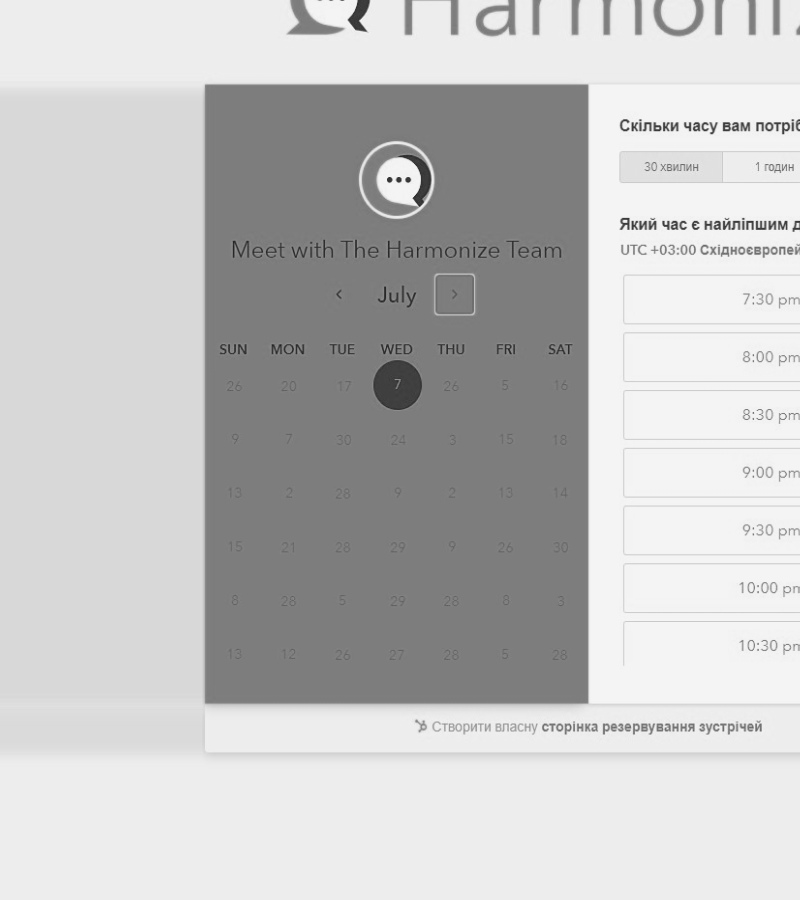 Harmoniz
Meet with The Harmonize Team
July
SUN MON TUE WED THU FRI SAT
26 20 17 7 26 5 16
9 7 30 24 3 15 18
13 2 28 9 2 13 14
15 21 28 29 9 26 30
8 28 5 29 28 8 3
13 12 26 27 28 5 28
Скільки часу вам потріб
30 хвилин 1 годин
Який час є найліпшим д
UTC +03:00 Східноєвропей
7:30 pm
8:00 pm
8:30 pm
9:00 pm
9:30 pm
10:00 pm
10:30 pm
Створити власну сторінка резервування зустрічей